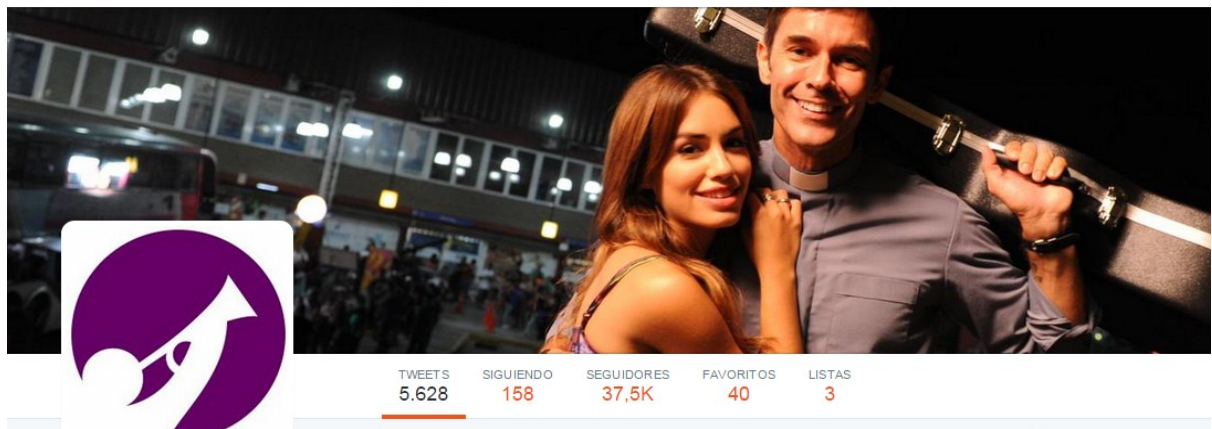 TWEETS SIGUIENDO SEGUIDORES FAVORITOS LISTAS
5.628 158 37,5K 40 3